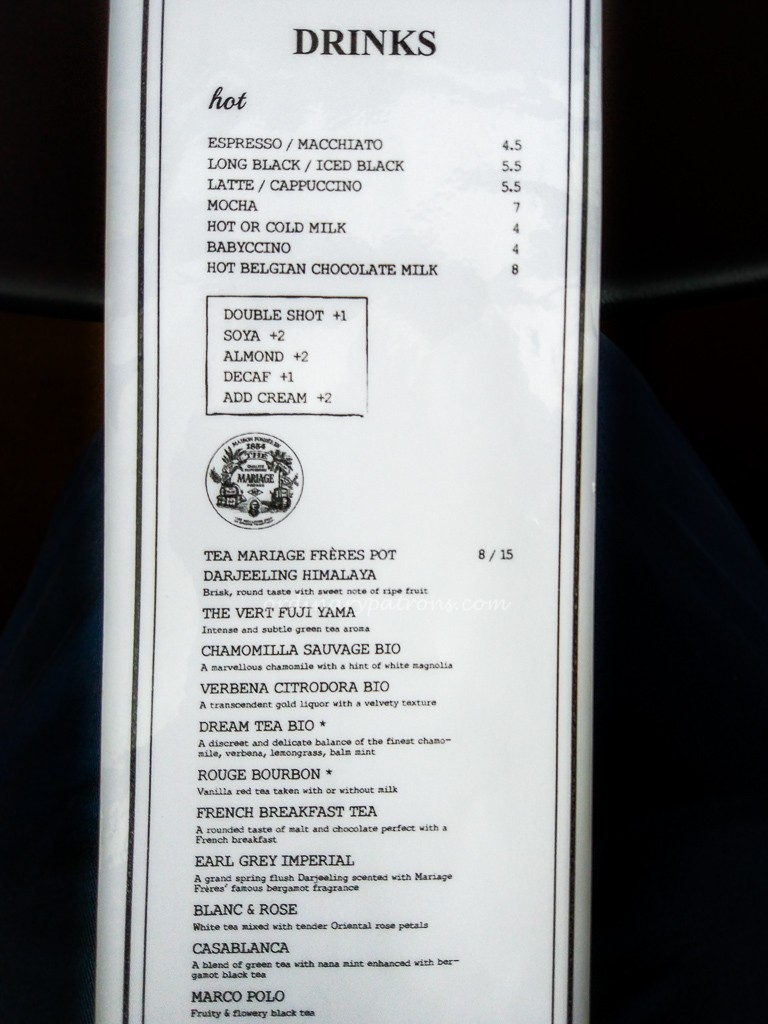 DRINKS
hot
ESPRESSO / MACCHIATO 4.5
LONG BLACK / ICED BLACK 5.5
LATTE / CAPPUCCINO 5.5
MOCHA 7
HOT OR COLD MILK 4
BABYCCINO 4
HOT BELGIAN CHOCOLATE MILK 8
DOUBLE SHOT +1
SOYA +2
ALMOND +2
DECAF +1
ADD CREAM +2
MAISON FONDÉE EN
1854
THE
MARIAGE
TEA MARIAGE FRÈRES POT 8 / 15
DARJEELING HIMALAYA
Brisk, round taste with sweet note of ripe fruit
ordinarypatrons.com
THE VERT FUJI YAMA
Intense and subtle green tea aroma
CHAMOMILLA SAUVAGE BIO
A marvellous chamomile with a hint of white magnolia
VERBENA CITRODORA BIO
A transcendent gold liquor with a velvety texture
DREAM TEA BIO *
A discreet and delicate balance of the finest chamo-
mile, verbena, lemongrass, balm mint
ROUGE BOURBON *
Vanilla red tea taken with or without milk
FRENCH BREAKFAST TEA
A rounded taste of malt and chocolate perfect with a
French breakfast
EARL GREY IMPERIAL
A grand spring flush Darjeeling scented with Mariage
Frères' famous bergamot fragrance
BLANC & ROSE
White tea mixed with tender Oriental rose petals
CASABLANCA
A blend of green tea with nana mint enhanced with ber-
gamot black tea
MARCO POLO
Fruity & flowery black tea